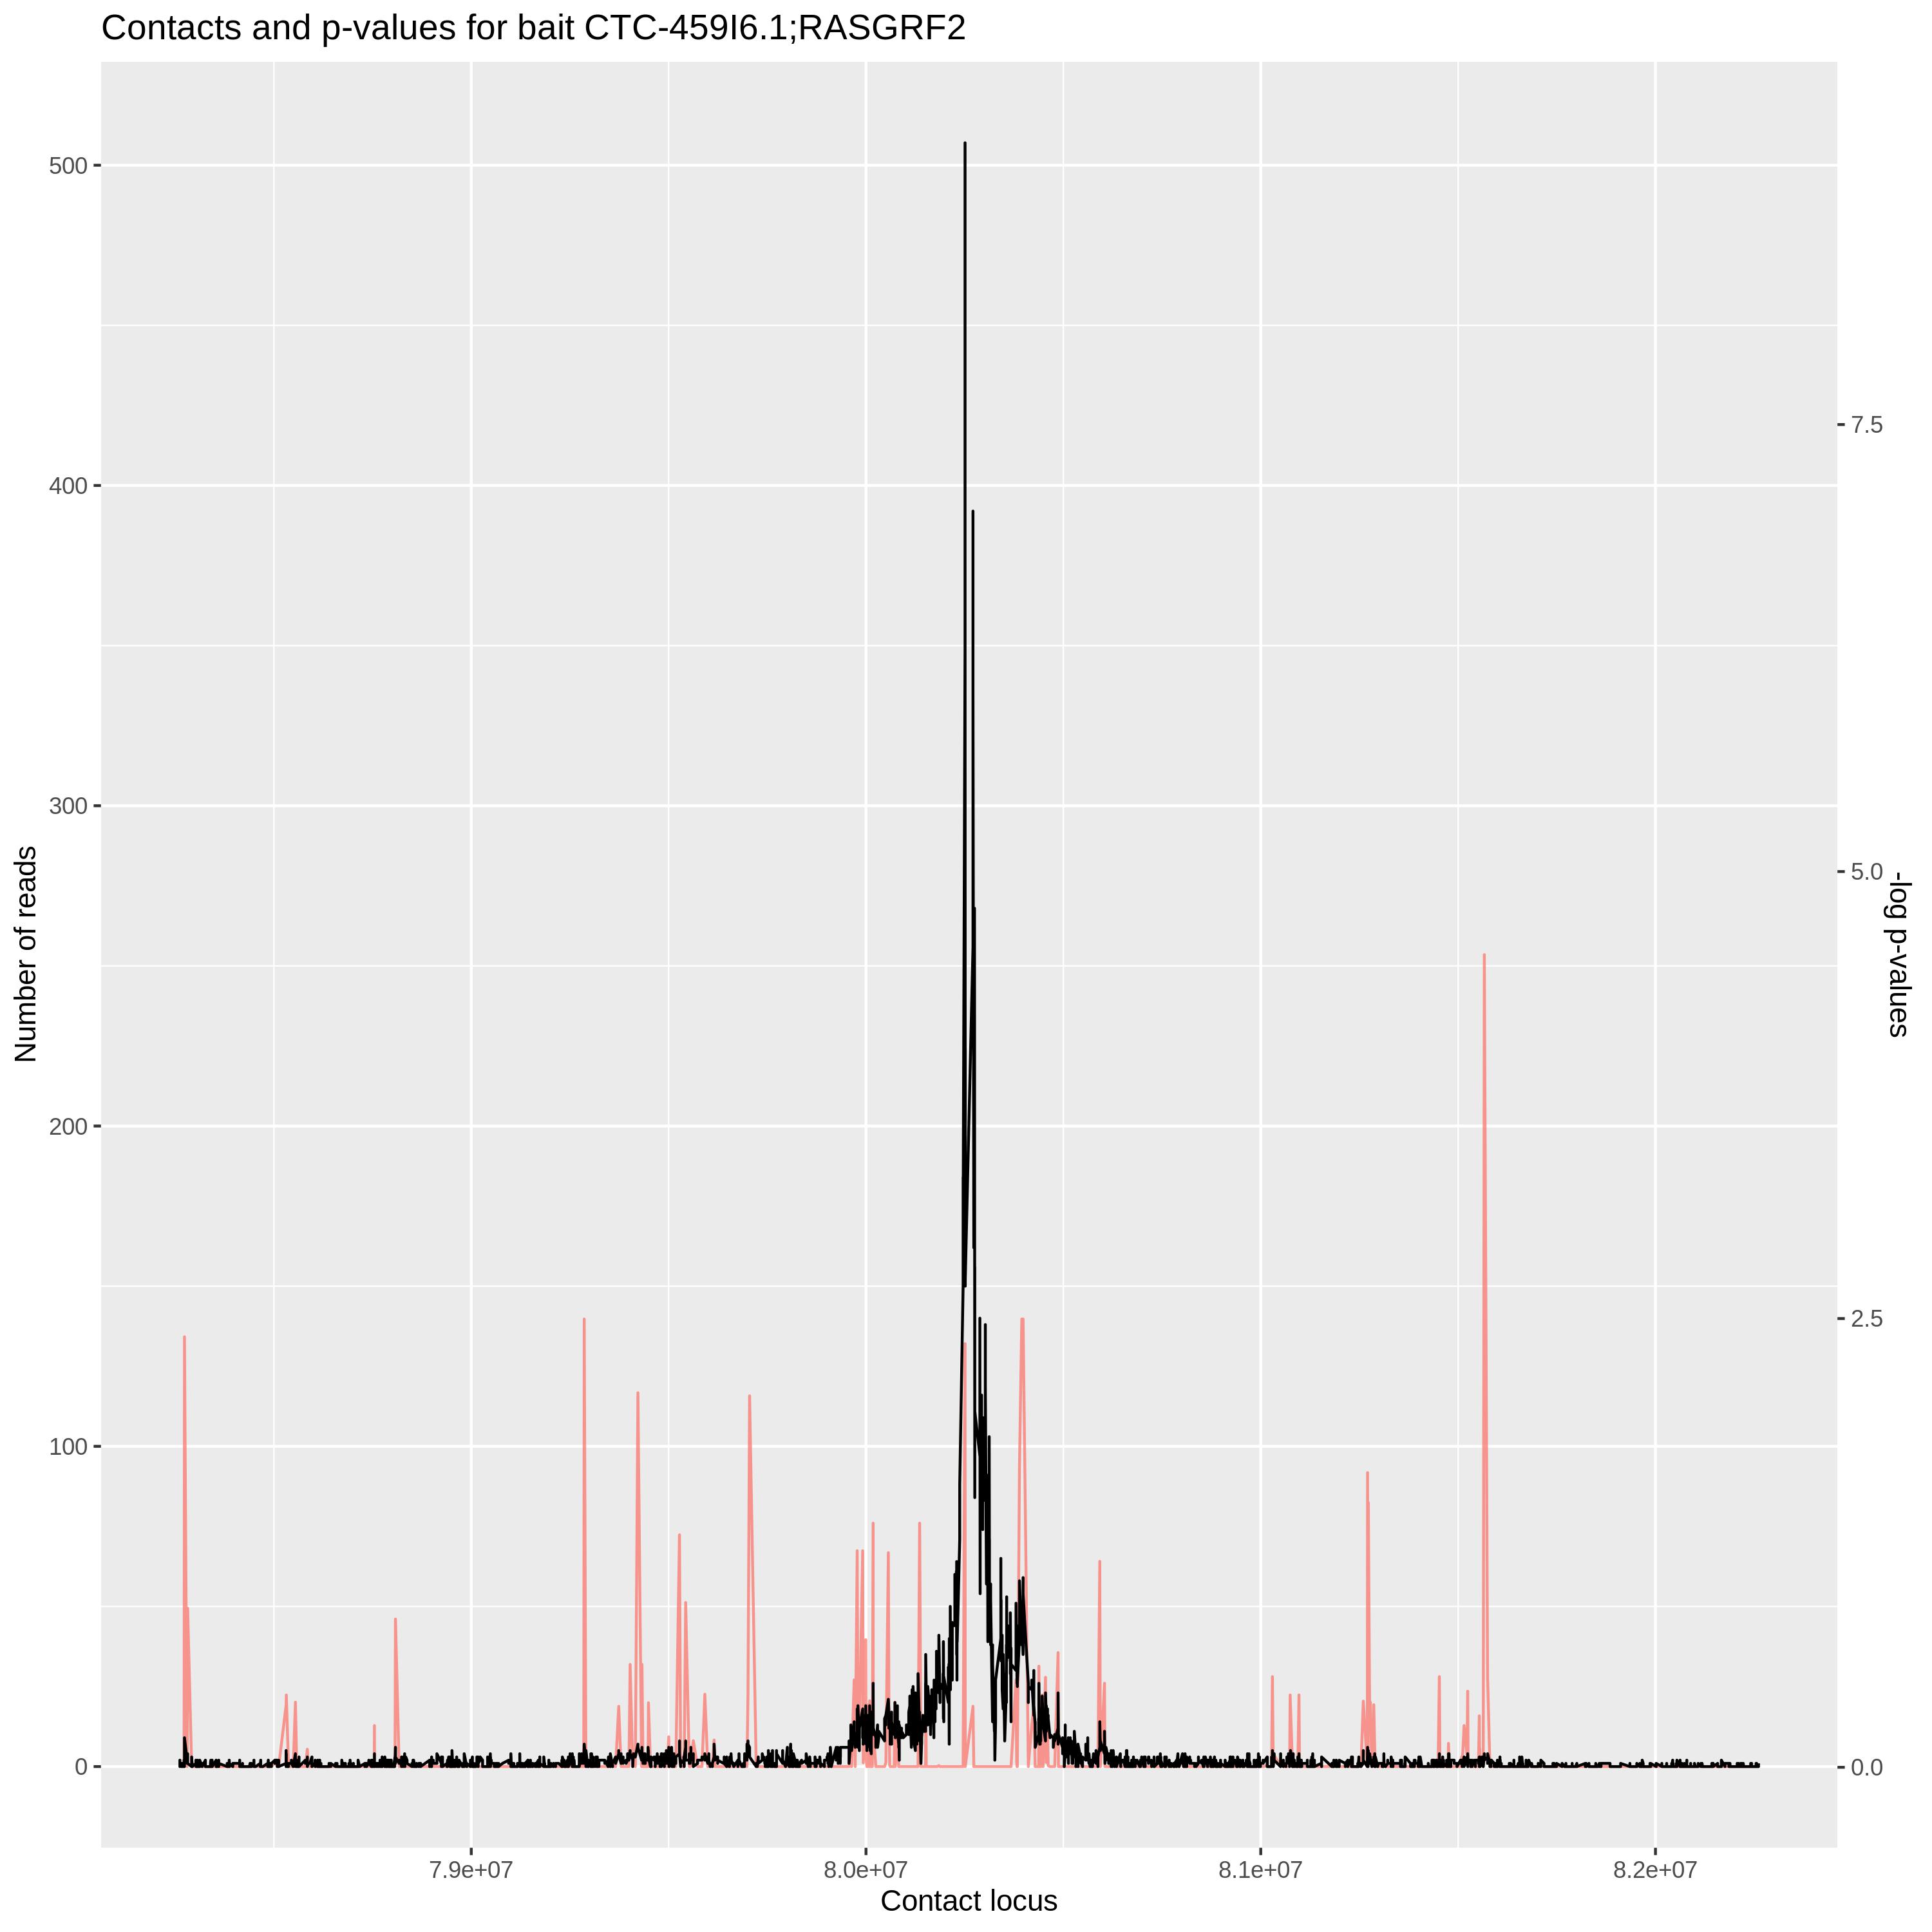 Contacts and p-values for bait CTC-459I6.1;RASGRF2
500
400
300
200
100
0
Number of reads
7.5
5.0
2.5
0.0
-log p-values
7.9e+07
8.0e+07
8.1e+07
8.2e+07
Contact locus